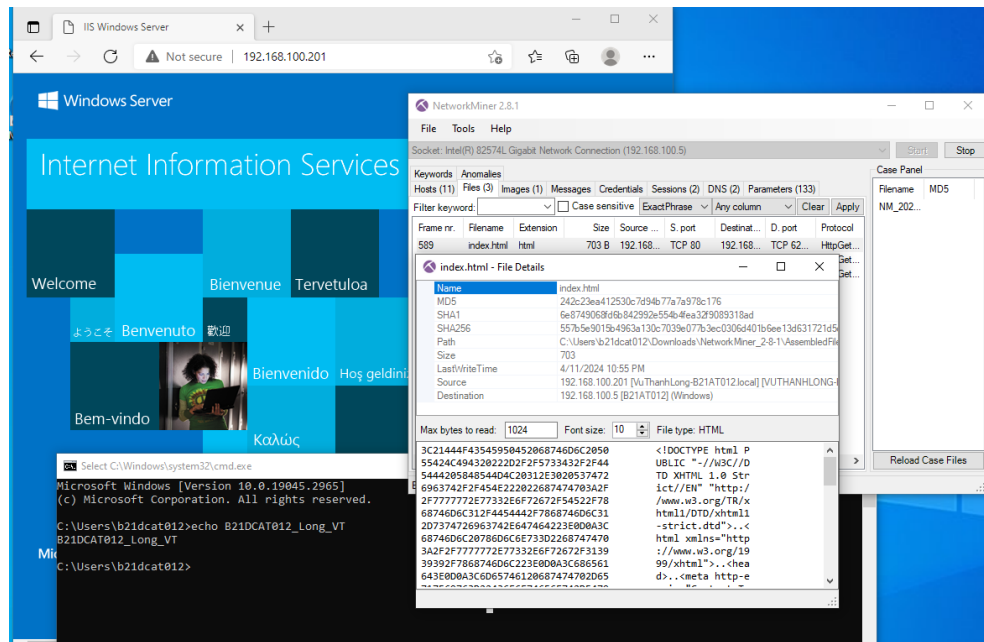 IIS Windows Server
Not secure | 192.168.100.201
Windows Server
Internet Information Services
Welcome
Bienvenue
Tervetuloa
ようこそ
Benvenuto
歡迎
Bienvenido
Hoş geldini
Bem-vindo
Καλώς
Mi
Select C:\Windows\system32\cmd.exe
Microsoft Windows [Version 10.0.19045.2965]
(c) Microsoft Corporation. All rights reserved.
C:\Users\b21dcat012>echo B21DCAT012_Long_VT
B21DCAT012_Long_VT
C:\Users\b21dcat012>
NetworkMiner 2.8.1
File Tools Help
Socket: Intel(R) 82574L Gigabit Network Connection (192.168.100.5)
Start Stop
Keywords Anomalies
Hosts (11) Files (3) Images (1) Messages Credentials Sessions (2) DNS (2) Parameters (133)
Filter keyword: Case sensitive ExactPhrase Any column Clear Apply
Frame nr. Filename Extension Size Source ... S. port Destinat... D. port Protocol
589 index.html html 703 B 192.168... TCP 80 192.168... TCP 62... HttpGet...
Get...
Get...
Case Panel
Filename MD5
NM_202...
Reload Case Files
index.html - File Details
Name index.html
MD5 242c23ea412530c7d94b77a7a978c176
SHA1 6e8749068fd6b842992e554b4fea32f9089318ad
SHA256 557b5e9015b4963a130c7039e077b3ec0306d401b6ee13d631721d5
Path C:\Users\b21dcat012\Downloads\NetworkMiner_2-8-1\AssembledFile
Size 703
LastWriteTime 4/11/2024 10:55 PM
Source 192.168.100.201 [VuThanhLong-B21AT012.local] [VUTHANHLONG-
Destination 192.168.100.5 [B21AT012] (Windows)
Max bytes to read: 1024 Font size: 10 File type: HTML
3C21444F43545950452068746D6C2050 <!DOCTYPE html P
55424C494320222D2F2F5733432F2F44 UBLIC "-//W3C//D
5444205848544D4C20312E3020537472 TD XHTML 1.0 Str
6963742F2F454E222022687474703A2F ict//EN" "http:/
2F7777772E77332E6F72672F54522F78 /www.w3.org/TR/x
68746D6C312F4454442F7868746D6C31 html1/DTD/xhtml1
2D7374726963742E647464223E0D0A3C -strict.dtd">..<
68746D6C20786D6C6E733D2268747470 html xmlns="http
3A2F2F7777772E77332E6F72672F3139 ://www.w3.org/19
39392F7868746D6C223E0D0A3C686561 99/xhtml">..<hea
643E0D0A3C6D65746120687474702D65 d>..<meta http-e